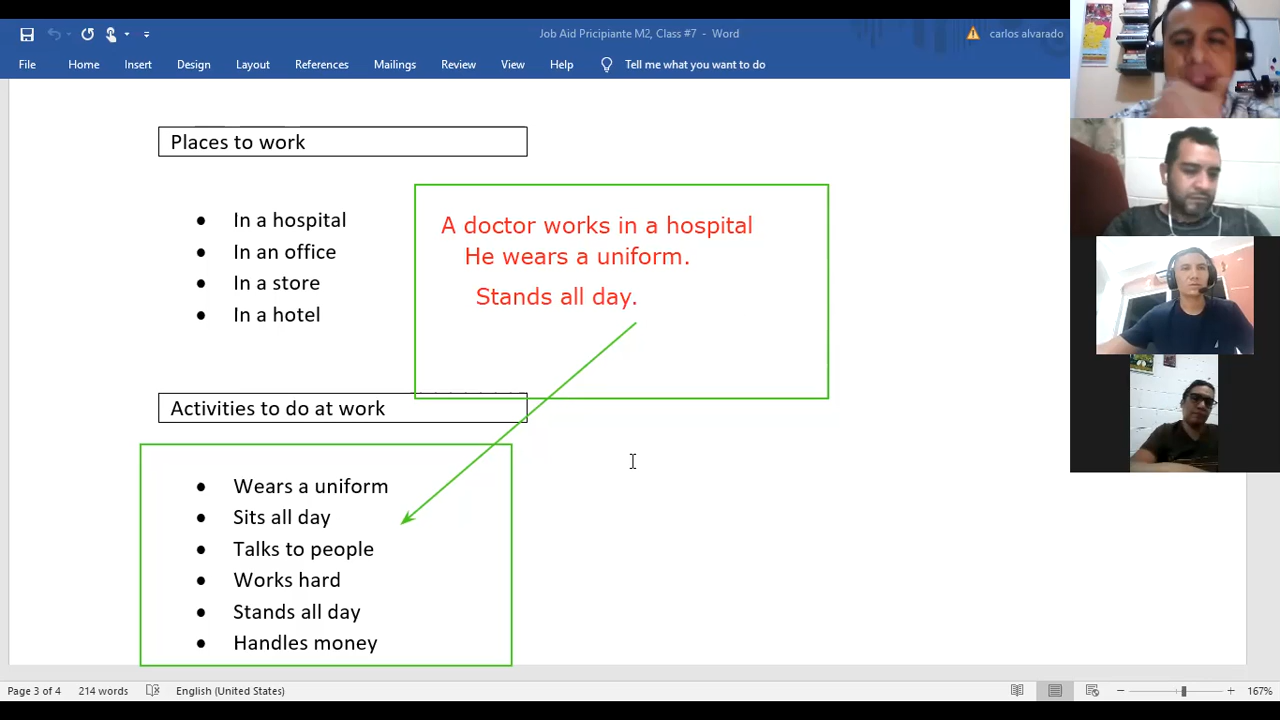 Job Aid Pricipiante M2, Class #7 - Word
carlos alvarado
File Home Insert Design Layout References Mailings Review View Help Tell me what you want to do
Places to work
• In a hospital
• In an office
• In a store
• In a hotel
A doctor works in a hospital
He wears a uniform.
Stands all day.
Activities to do at work
• Wears a uniform
• Sits all day
• Talks to people
• Works hard
• Stands all day
• Handles money
Page 3 of 4 214 words English (United States) 167%